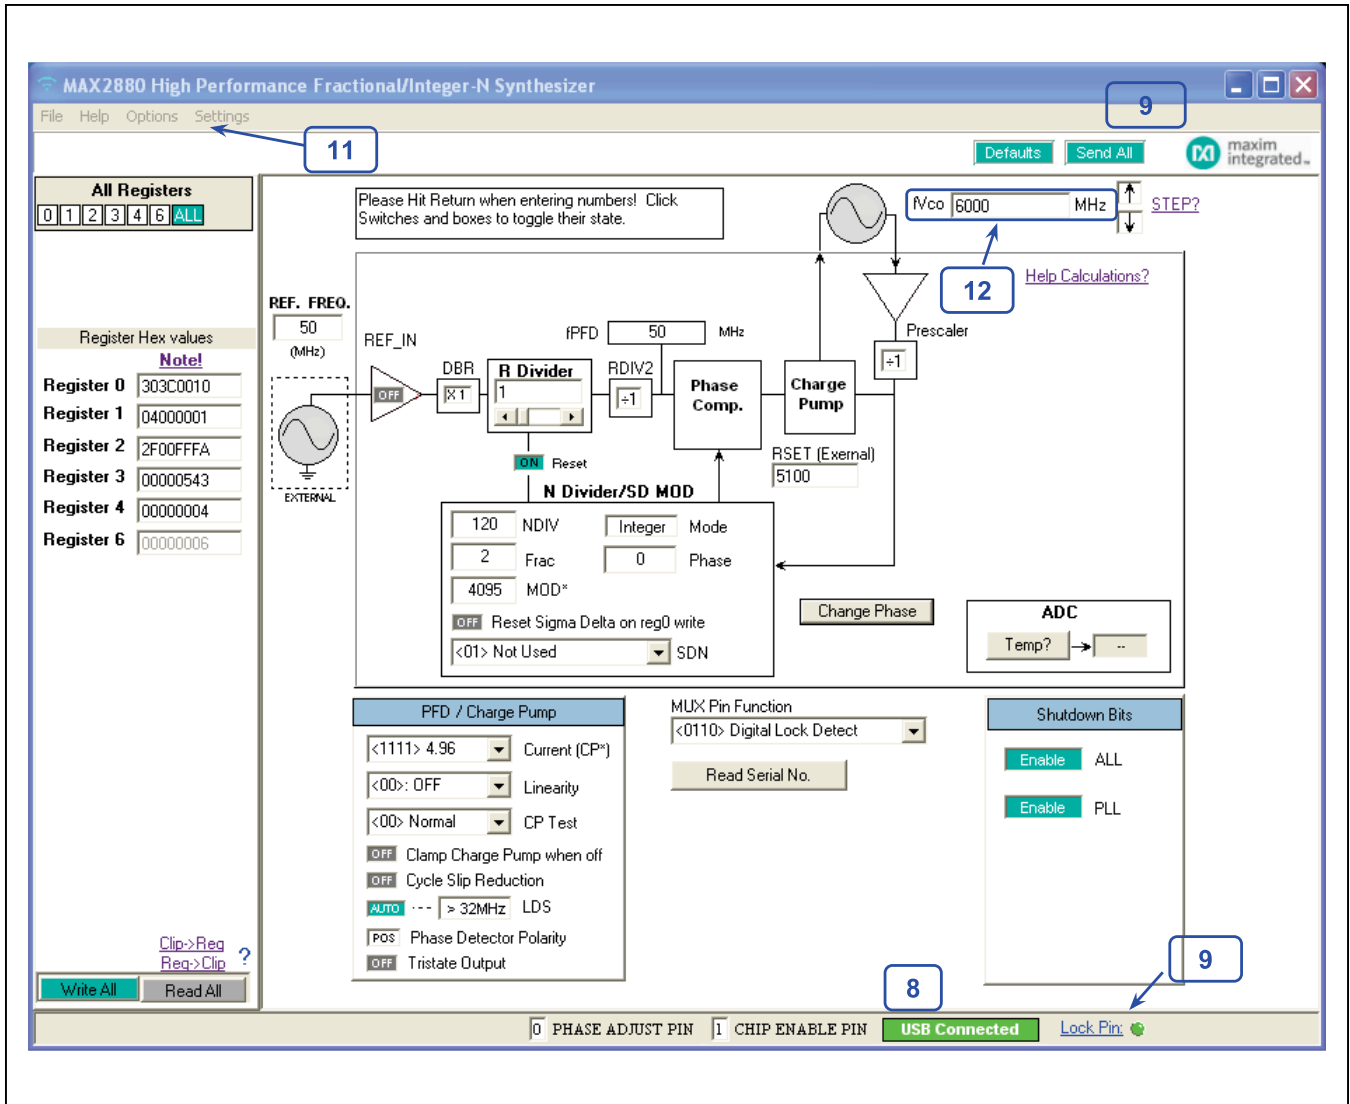 MAX2880 High Performance Fractional/Integer-N Synthesizer
9
File Help Options Settings
11
Defaults Send All
maxim
integrated™
All Registers
0 1 2 3 4 6 ALL
Please Hit Return when entering numbers! Click
Switches and boxes to toggle their state.
fVco 6000 MHz
STEP?
12
Help Calculations?
REF. FREQ.
50
(MHz)
REF_IN
fPFD 50 MHz
Prescaler
÷1
Register Hex values
Note!
Register 0 303C0010
Register 1 04000001
Register 2 2F00FFFA
Register 3 00000543
Register 4 00000004
Register 6 00000006
OFF
DBR
X1
R Divider
1
RDIV2
÷1
Phase
Comp.
Charge
Pump
RSET (Exernal)
5100
ON Reset
EXTERNAL
N Divider/SD MOD
120 NDIV Integer Mode
2 Frac 0 Phase
4095 MOD*
OFF Reset Sigma Delta on reg0 write
<01> Not Used SDN
Change Phase
ADC
Temp? --
PFD / Charge Pump
<1111> 4.96 Current (CP*)
<00>: OFF Linearity
<00> Normal CP Test
OFF Clamp Charge Pump when off
OFF Cycle Slip Reduction
AUTO --- > 32MHz LDS
POS Phase Detector Polarity
OFF Tristate Output
MUX Pin Function
<0110> Digital Lock Detect
Read Serial No.
Shutdown Bits
Enable ALL
Enable PLL
Clip->Reg
Reg->Clip ?
Write All Read All
8
9
0 PHASE ADJUST PIN 1 CHIP ENABLE PIN USB Connected Lock Pin: